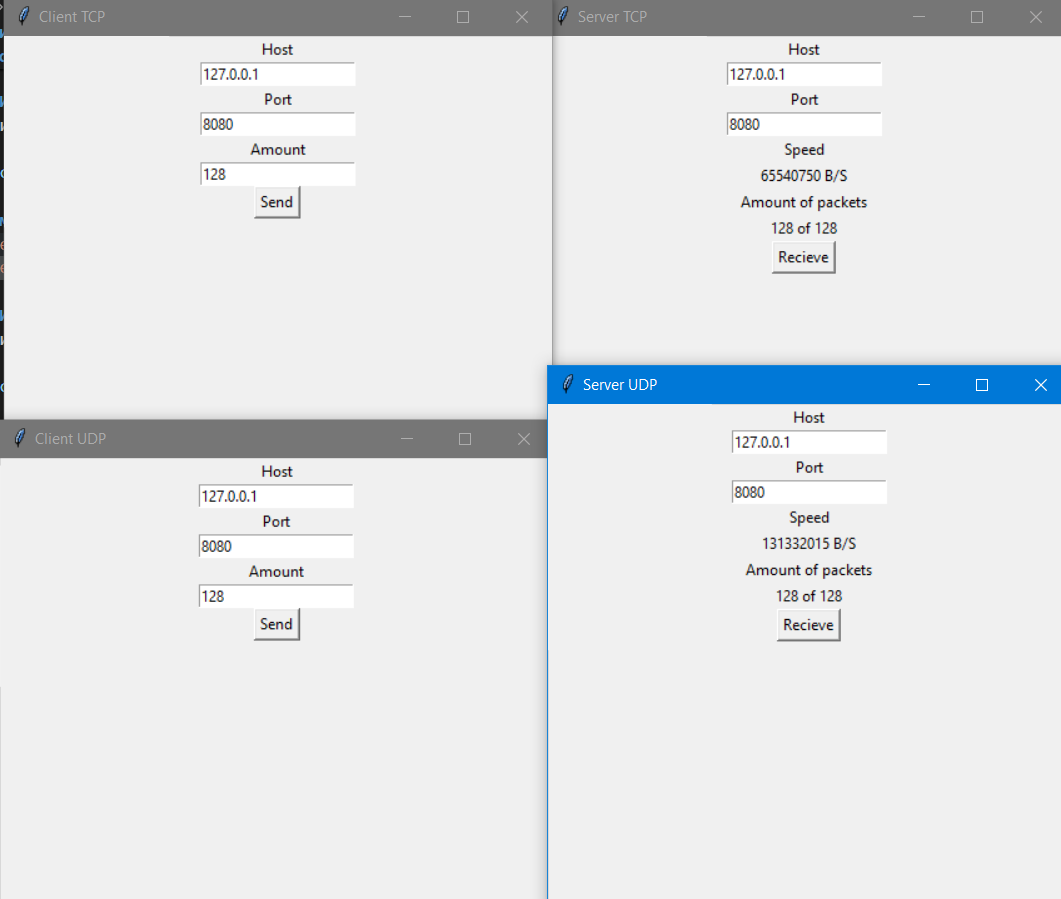 Client TCP
Host
127.0.0.1
Port
8080
Amount
128
Send
Server TCP
Host
127.0.0.1
Port
8080
Speed
65540750 B/S
Amount of packets
128 of 128
Recieve
Client UDP
Host
127.0.0.1
Port
8080
Amount
128
Send
Server UDP
Host
127.0.0.1
Port
8080
Speed
131332015 B/S
Amount of packets
128 of 128
Recieve